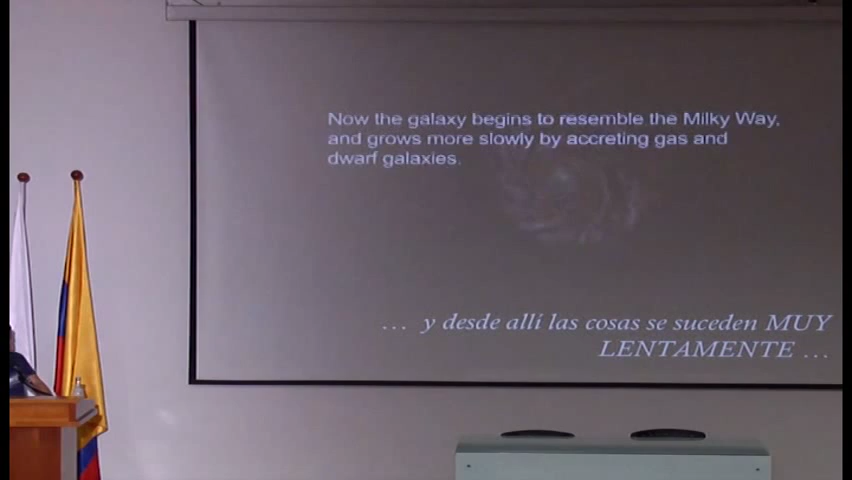 Now the galaxy begins to resemble the Milky Way,
and grows more slowly by accreting gas and
dwarf galaxies.
... y desde allí las cosas se suceden MUY
LENTAMENTE ...